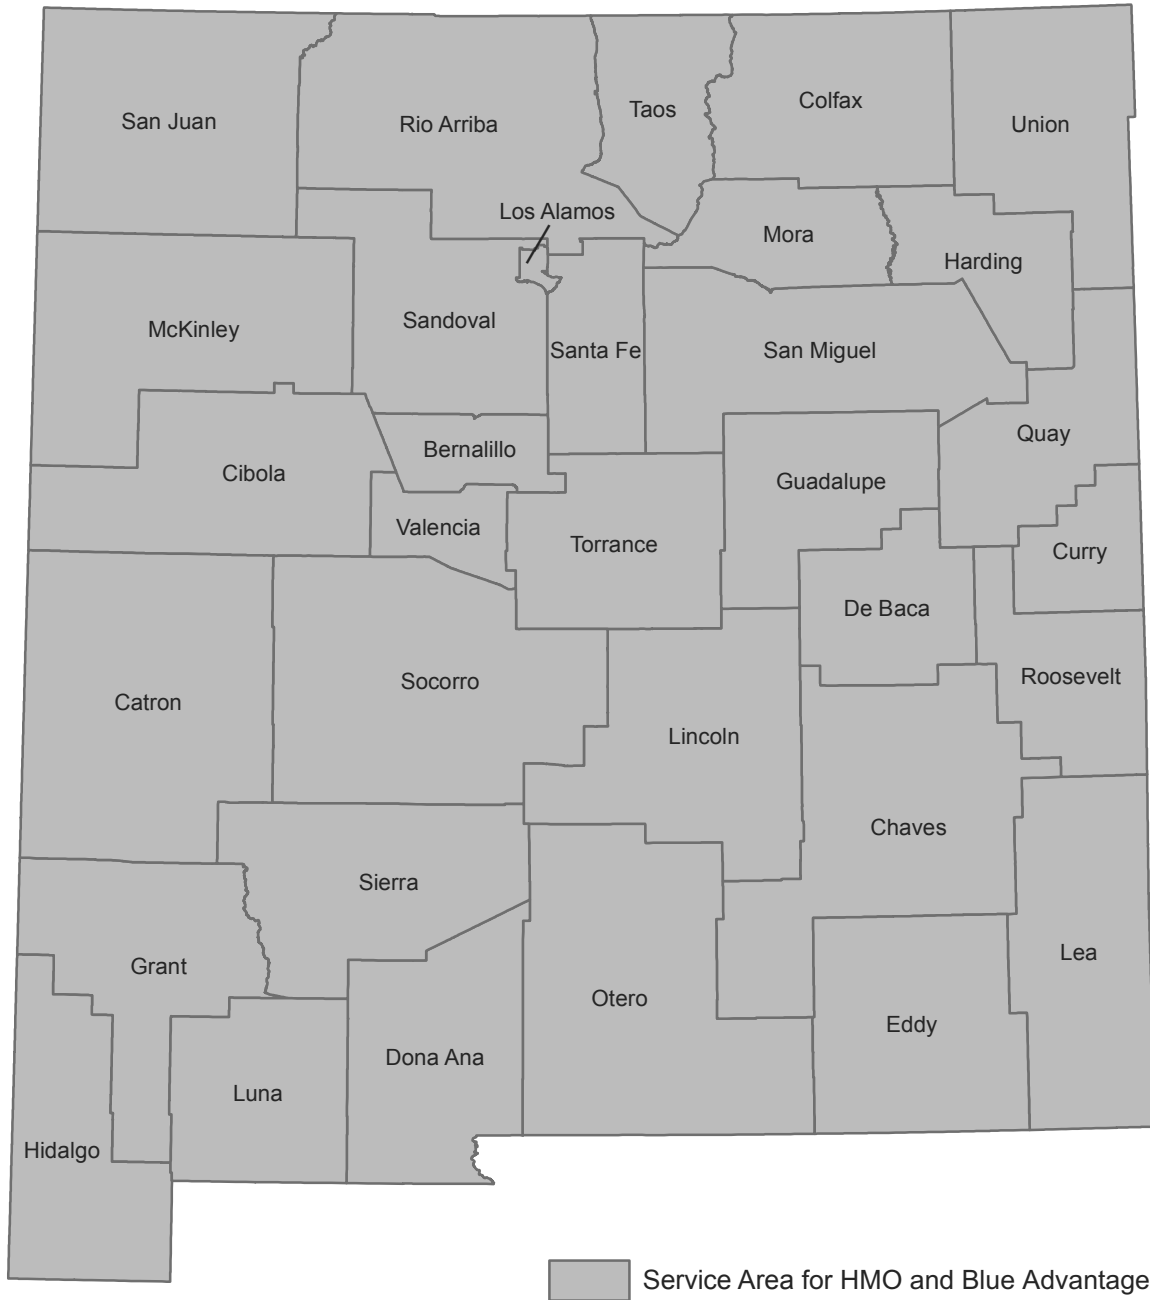 San Juan
Rio Arriba
Taos
Colfax
Union
Los Alamos
Mora
Harding
McKinley
Sandoval
Santa Fe
San Miguel
Quay
Cibola
Bernalillo
Guadalupe
Valencia
Torrance
Curry
De Baca
Catron
Socorro
Roosevelt
Lincoln
Chaves
Sierra
Grant
Lea
Otero
Eddy
Dona Ana
Luna
Hidalgo
Service Area for HMO and Blue Advantage